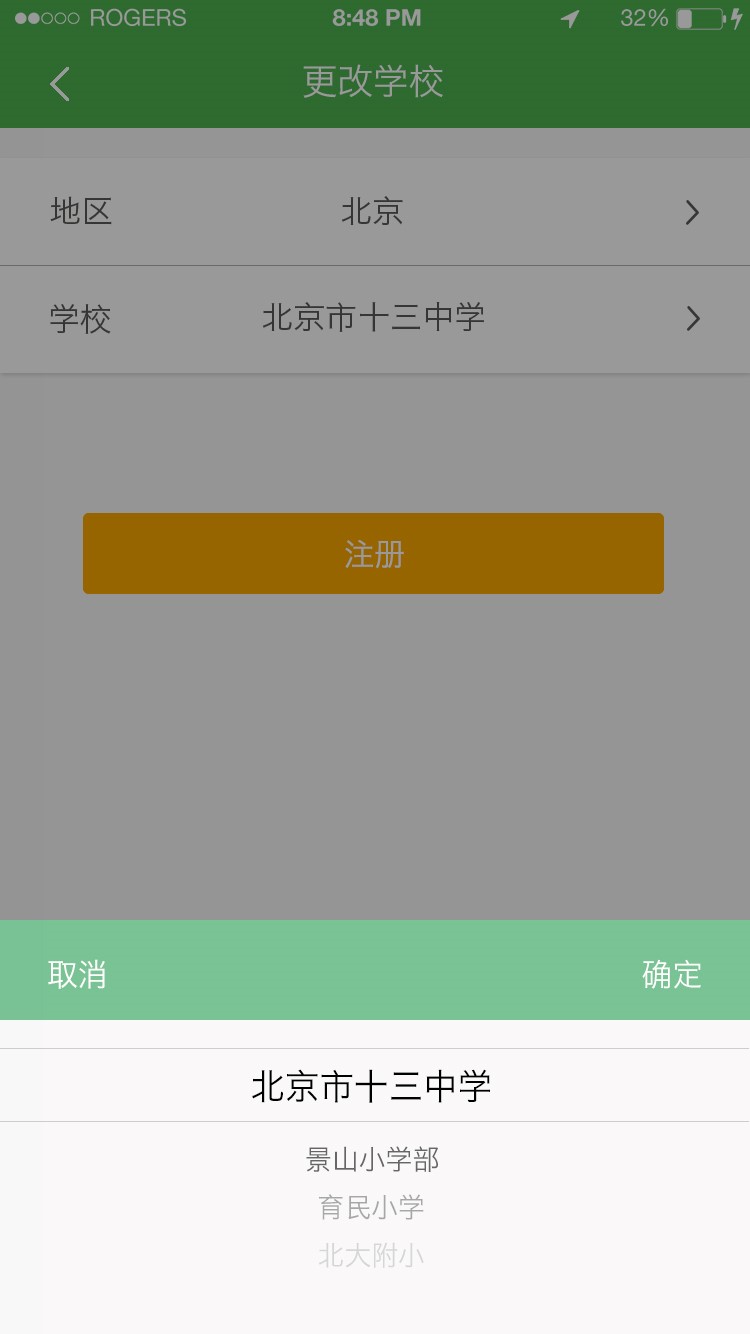 ROGERS 8:48 PM 32%
更改学校
地区 北京
学校 北京市十三中学
注册
取消 确定
北京市十三中学
景山小学部
育民小学
北大附小